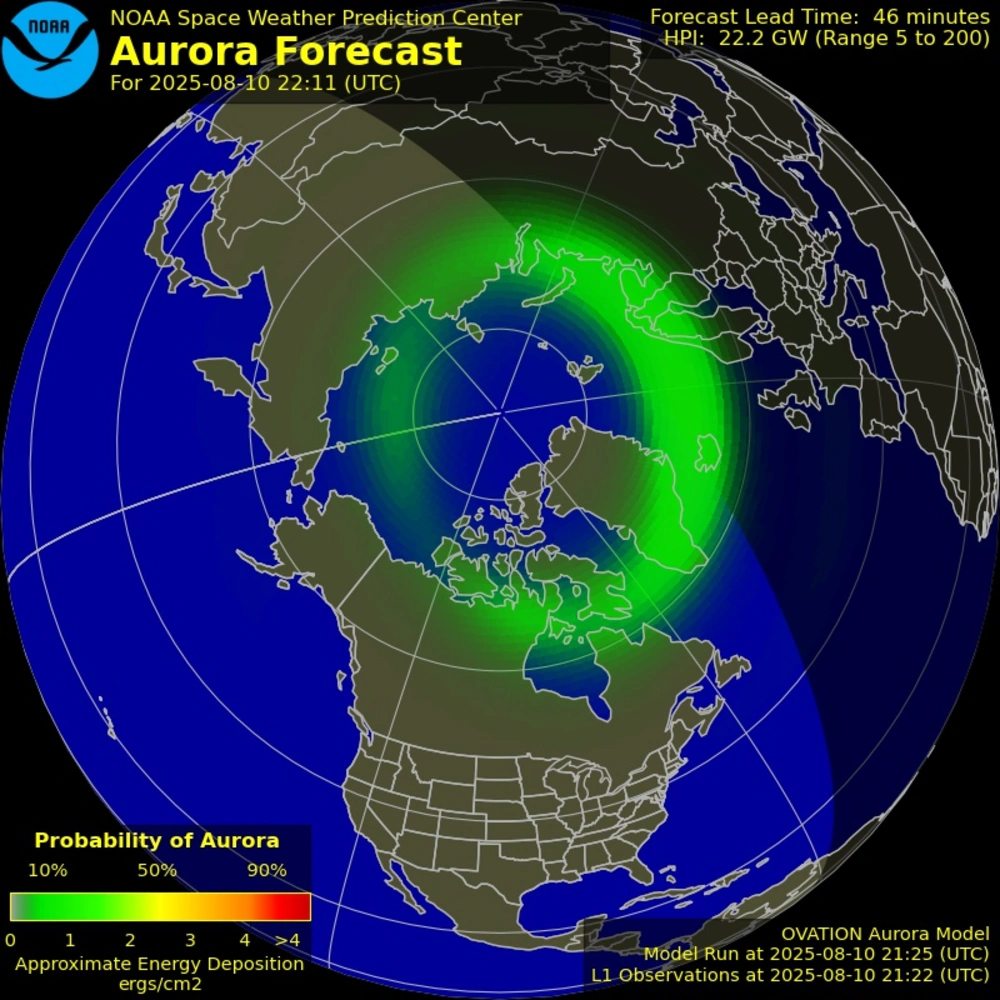 NOAA
NOAA Space Weather Prediction Center
Aurora Forecast
For 2025-08-10 22:11 (UTC)
Forecast Lead Time: 46 minutes
HPI: 22.2 GW (Range 5 to 200)
Probability of Aurora
10% 50% 90%
0 1 2 3 4 >4
Approximate Energy Deposition
ergs/cm2
OVATION Aurora Model
Model Run at 2025-08-10 21:25 (UTC)
L1 Observations at 2025-08-10 21:22 (UTC)